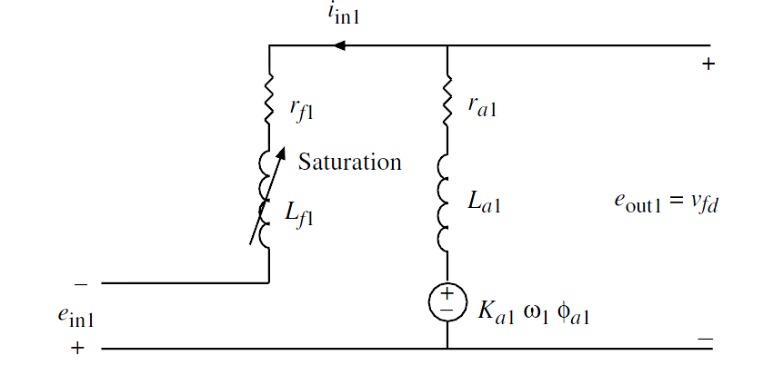 i_in1
+
r_f1
r_a1
Saturation
L_f1
L_a1
e_out1 = v_fd
−
e_in1
+
+
−
K_a1 ω_1 ϕ_a1
−